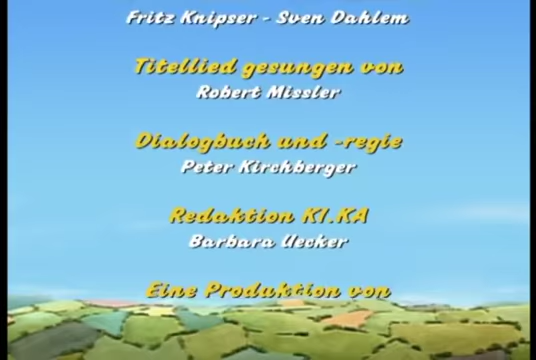 Fritz Knipser - Sven Dahlem
Titellied gesungen von
Robert Missler
Dialogbuch und -regie
Peter Kirchberger
Redaktion KI.KA
Barbara Uecker
Eine Produktion von